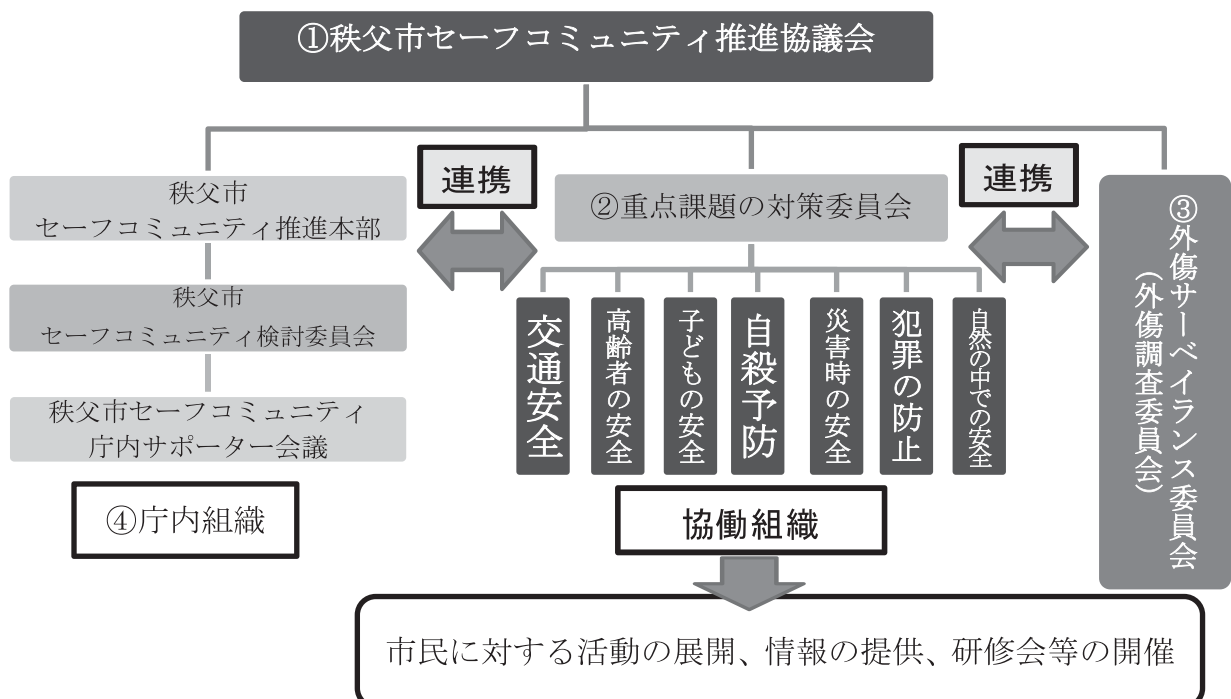 ①秩父市セーフコミュニティ推進協議会
秩父市
セーフコミュニティ推進本部
連携
②重点課題の対策委員会
連携
③外傷サーベイランス委員会
（外傷調査委員会）
秩父市
セーフコミュニティ検討委員会
秩父市セーフコミュニティ
庁内サポーター会議
④庁内組織
交通安全
高齢者の安全
子どもの安全
自殺予防
災害時の安全
犯罪の防止
自然の中での安全
協働組織
市民に対する活動の展開、情報の提供、研修会等の開催